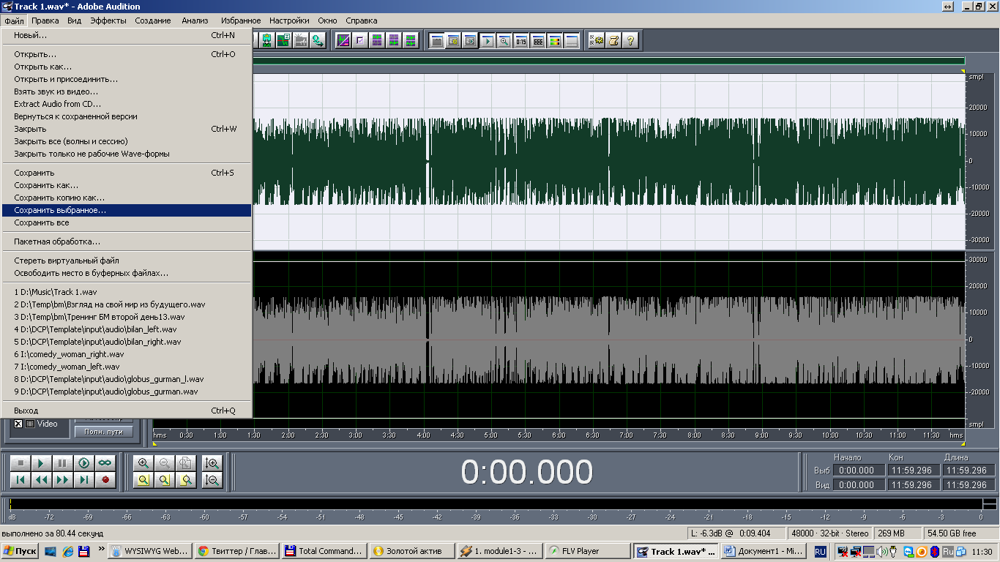 Track 1.wav* - Adobe Audition
Файл Правка Вид Эффекты Создание Анализ Избранное Настройки Окно Справка
Новый... Ctrl+N
Открыть... Ctrl+O
Открыть как...
Открыть и присоединить...
Взять звук из видео...
Extract Audio from CD...
Вернуться к сохраненной версии
Закрыть Ctrl+W
Закрыть все (волны и сессию)
Закрыть только не рабочие Wave-формы
Сохранить Ctrl+S
Сохранить как...
Сохранить копию как...
Сохранить выбранное...
Сохранить все
Пакетная обработка...
Стереть виртуальный файл
Освободить место в буферных файлах...
1 D:\Music\Track 1.wav
2 D:\Temp\bm\Взгляд на свой мир из будущего.wav
3 D:\Temp\bm\Тренинг БМ второй день13.wav
4 D:\DCP\Template\input\audio\bilan_left.wav
5 D:\DCP\Template\input\audio\bilan_right.wav
6 I:\comedy_woman_right.wav
7 I:\comedy_woman_left.wav
8 D:\DCP\Template\input\audio\globus_gurman_l.wav
9 D:\DCP\Template\input\audio\globus_gurman.wav
Выход Ctrl+Q
Video
Полн. пути
smpl
20000
10000
0
-10000
-20000
-30000
30000
20000
10000
0
-10000
-20000
smpl
hms 0:30 1:00 1:30 2:00 2:30 3:00 3:30 4:00 4:30 5:00 5:30 6:00 6:30 7:00 7:30 8:00 8:30 9:00 9:30 10:00 10:30 11:00 11:30 hms
0:00.000
Начало Кон Длина
Выб 0:00.000 11:59.296 11:59.296
Вид 0:00.000 11:59.296 11:59.296
dB -72 -69 -66 -63 -60 -57 -54 -51 -48 -45 -42 -39 -36 -33 -30 -27 -24 -21 -18 -15 -12 -9 -6 -3 0
выполнено за 80.44 секунд
L: -6.3dB @ 0:09.404
48000 · 32-bit · Stereo
269 MB
54.50 GB free
Пуск
WYSIWYG Web...
Твиттер / Глав...
Total Command...
Золотой актив
1. module1-3 - ...
FLV Player
Track 1.wav* ...
Документ1 - Mi...
RU
Ru
11:30